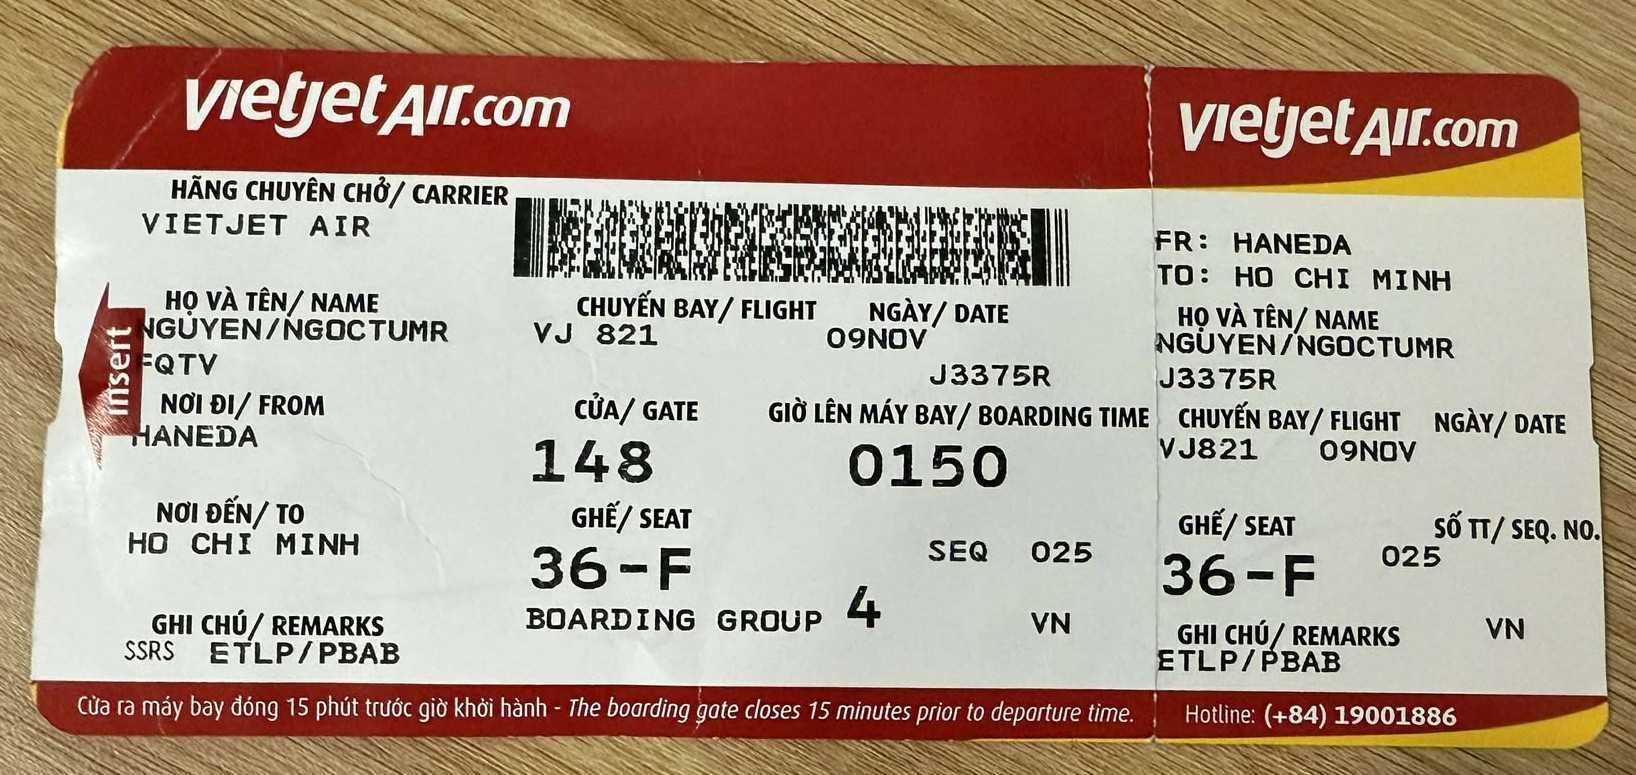 vietjetAir.com
HÃNG CHUYÊN CHỞ/ CARRIER
VIETJET AIR
HỌ VÀ TÊN/ NAME
NGUYEN/NGOCTUMR
FQTV
insert
NƠI ĐI/ FROM
HANEDA
NƠI ĐẾN/ TO
HO CHI MINH
GHI CHÚ/ REMARKS
SSRS ETLP/PBAB
CHUYẾN BAY/ FLIGHT NGÀY/ DATE
VJ 821 09NOV
J3375R
CỬA/ GATE GIỜ LÊN MÁY BAY/ BOARDING TIME
148 0150
GHẾ/ SEAT
36-F SEQ 025
BOARDING GROUP 4 VN
Cửa ra máy bay đóng 15 phút trước giờ khởi hành - The boarding gate closes 15 minutes prior to departure time.
vietjetAir.com
FR: HANEDA
TO: HO CHI MINH
HỌ VÀ TÊN/ NAME
NGUYEN/NGOCTUMR
J3375R
CHUYẾN BAY/ FLIGHT NGÀY/ DATE
VJ821 09NOV
GHẾ/ SEAT SỐ TT/ SEQ. NO.
36-F 025
GHI CHÚ/ REMARKS VN
ETLP/PBAB
Hotline: (+84) 19001886